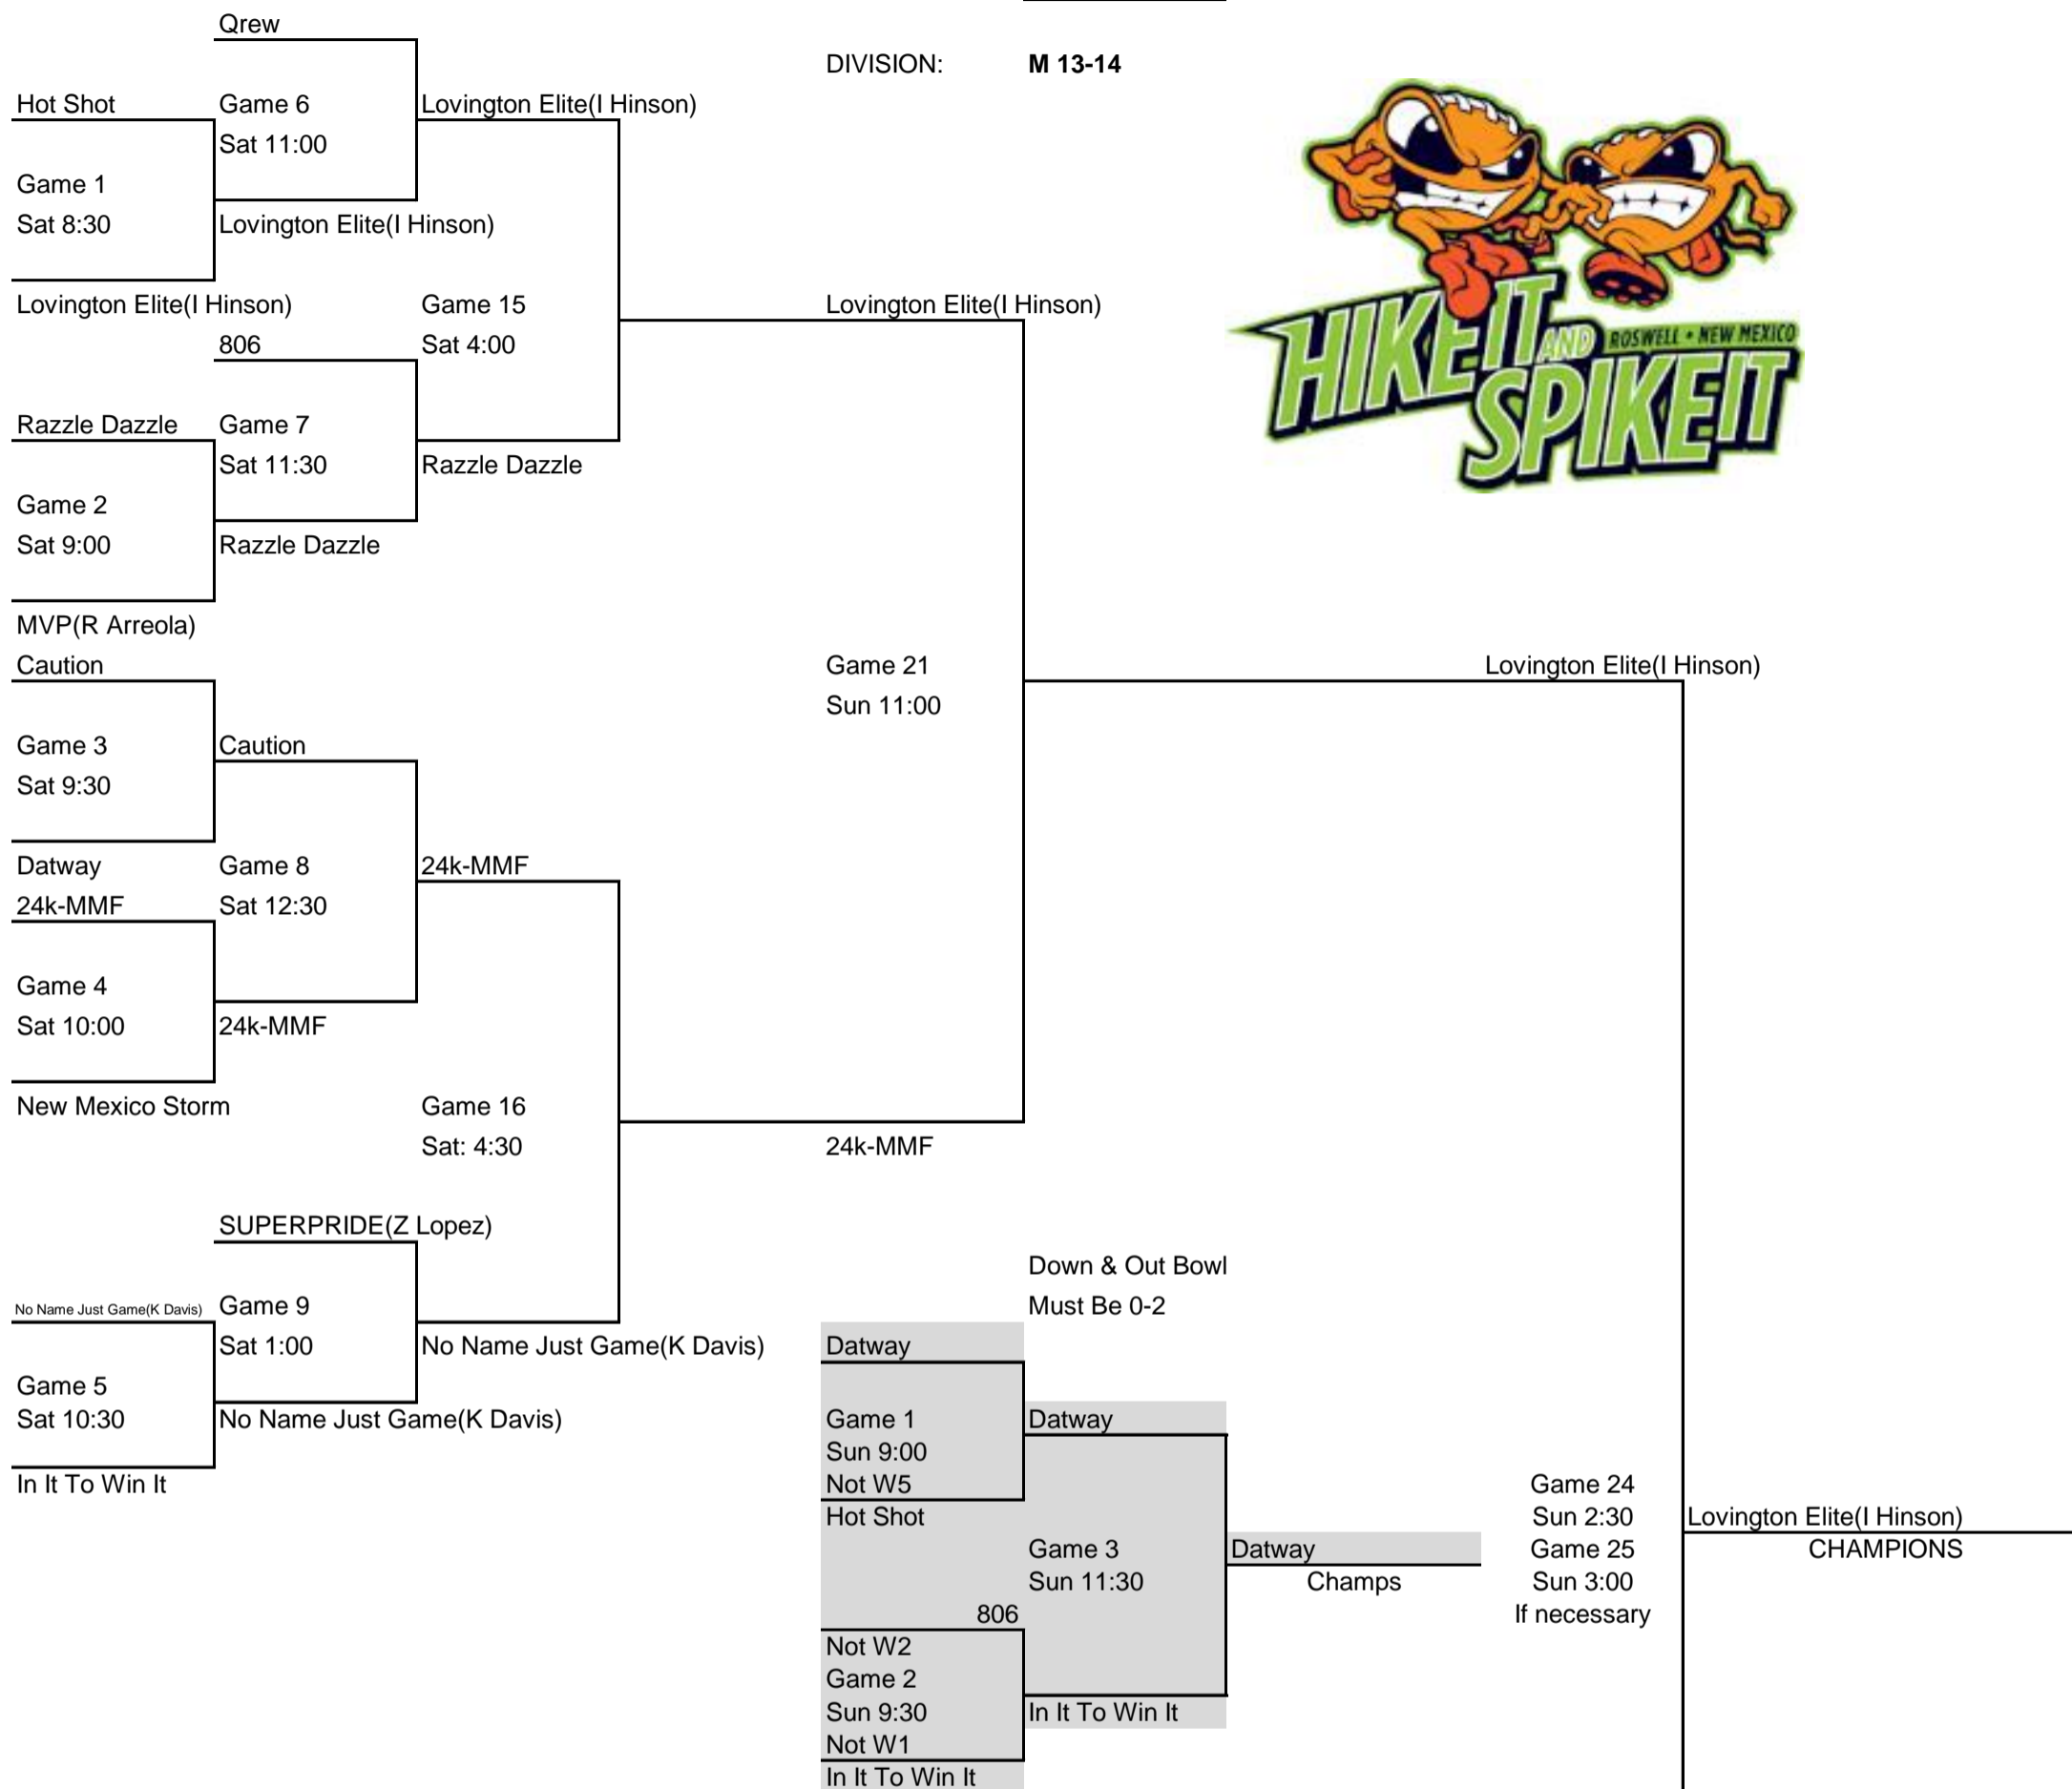 Qrew
DIVISION: M 13-14
Hot Shot
Game 6
Lovington Elite(I Hinson)
Sat 11:00
Game 1
Sat 8:30
Lovington Elite(I Hinson)
Lovington Elite(I Hinson)
Game 15
Lovington Elite(I Hinson)
806
Sat 4:00
HIKE IT AND SPIKE IT
ROSWELL • NEW MEXICO
Razzle Dazzle
Game 7
Sat 11:30
Razzle Dazzle
Game 2
Sat 9:00
Razzle Dazzle
MVP(R Arreola)
Caution
Game 21
Lovington Elite(I Hinson)
Sun 11:00
Game 3
Caution
Sat 9:30
Datway
Game 8
24k-MMF
24k-MMF
Sat 12:30
Game 4
Sat 10:00
24k-MMF
New Mexico Storm
Game 16
Sat: 4:30
24k-MMF
SUPERPRIDE(Z Lopez)
Down & Out Bowl
No Name Just Game(K Davis)
Game 9
Must Be 0-2
Sat 1:00
No Name Just Game(K Davis)
Datway
Game 5
Sat 10:30
No Name Just Game(K Davis)
Game 1
Datway
Sun 9:00
In It To Win It
Not W5
Game 24
Hot Shot
Sun 2:30
Lovington Elite(I Hinson)
Game 3
Datway
Game 25
CHAMPIONS
Sun 11:30
Champs
Sun 3:00
806
If necessary
Not W2
Game 2
Sun 9:30
In It To Win It
Not W1
In It To Win It